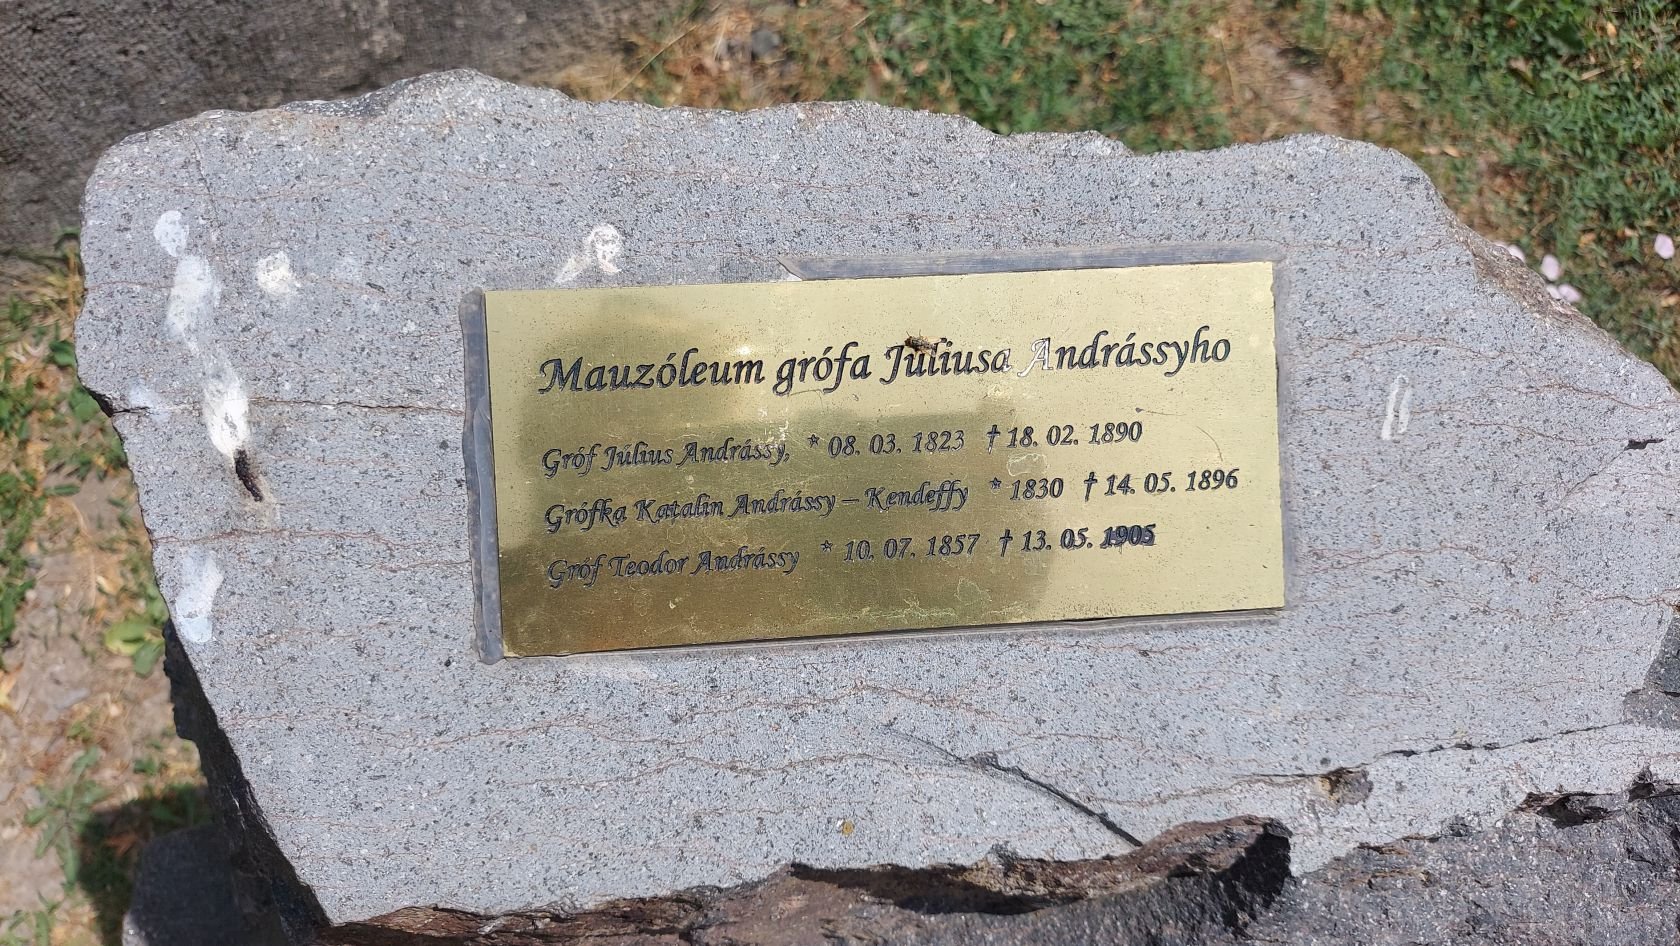 Mauzóleum grófa Júliusa Andrássyho
Gróf Július Andrássy, * 08. 03. 1823 † 18. 02. 1890
Grófka Katalin Andrássy – Kendeffy * 1830 † 14. 05. 1896
Gróf Teodor Andrássy * 10. 07. 1857 † 13. 05. 1905